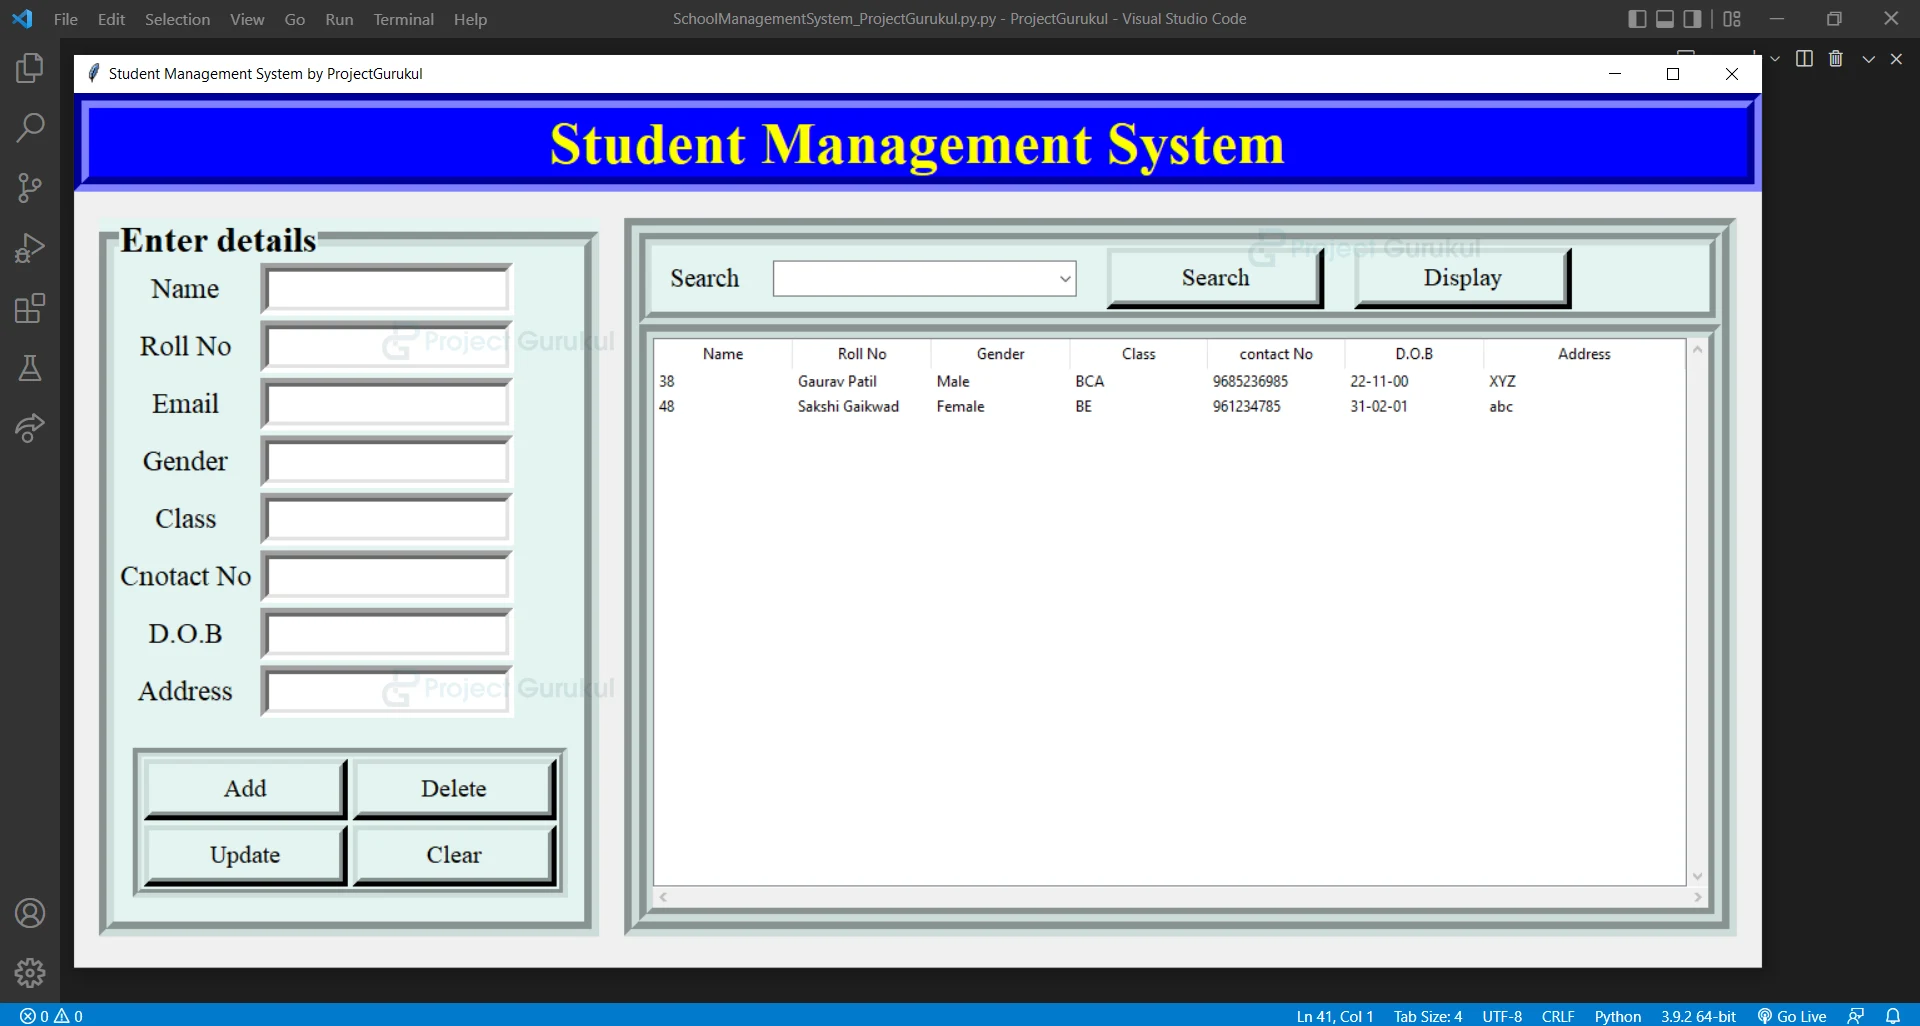 File Edit Selection View Go Run Terminal Help
SchoolManagementSystem_ProjectGurukul.py.py - ProjectGurukul - Visual Studio Code
Student Management System by ProjectGurukul
Student Management System
Enter details
Name
Roll No
Email
Gender
Class
Cnotact No
D.O.B
Address
Add Delete
Update Clear
Search Search Display
Name Roll No Gender Class contact No D.O.B Address
38 Gaurav Patil Male BCA 9685236985 22-11-00 XYZ
48 Sakshi Gaikwad Female BE 961234785 31-02-01 abc
Project Gurukul
Project Gurukul
Project Gurukul
0 0 Ln 41, Col 1 Tab Size: 4 UTF-8 CRLF Python 3.9.2 64-bit Go Live